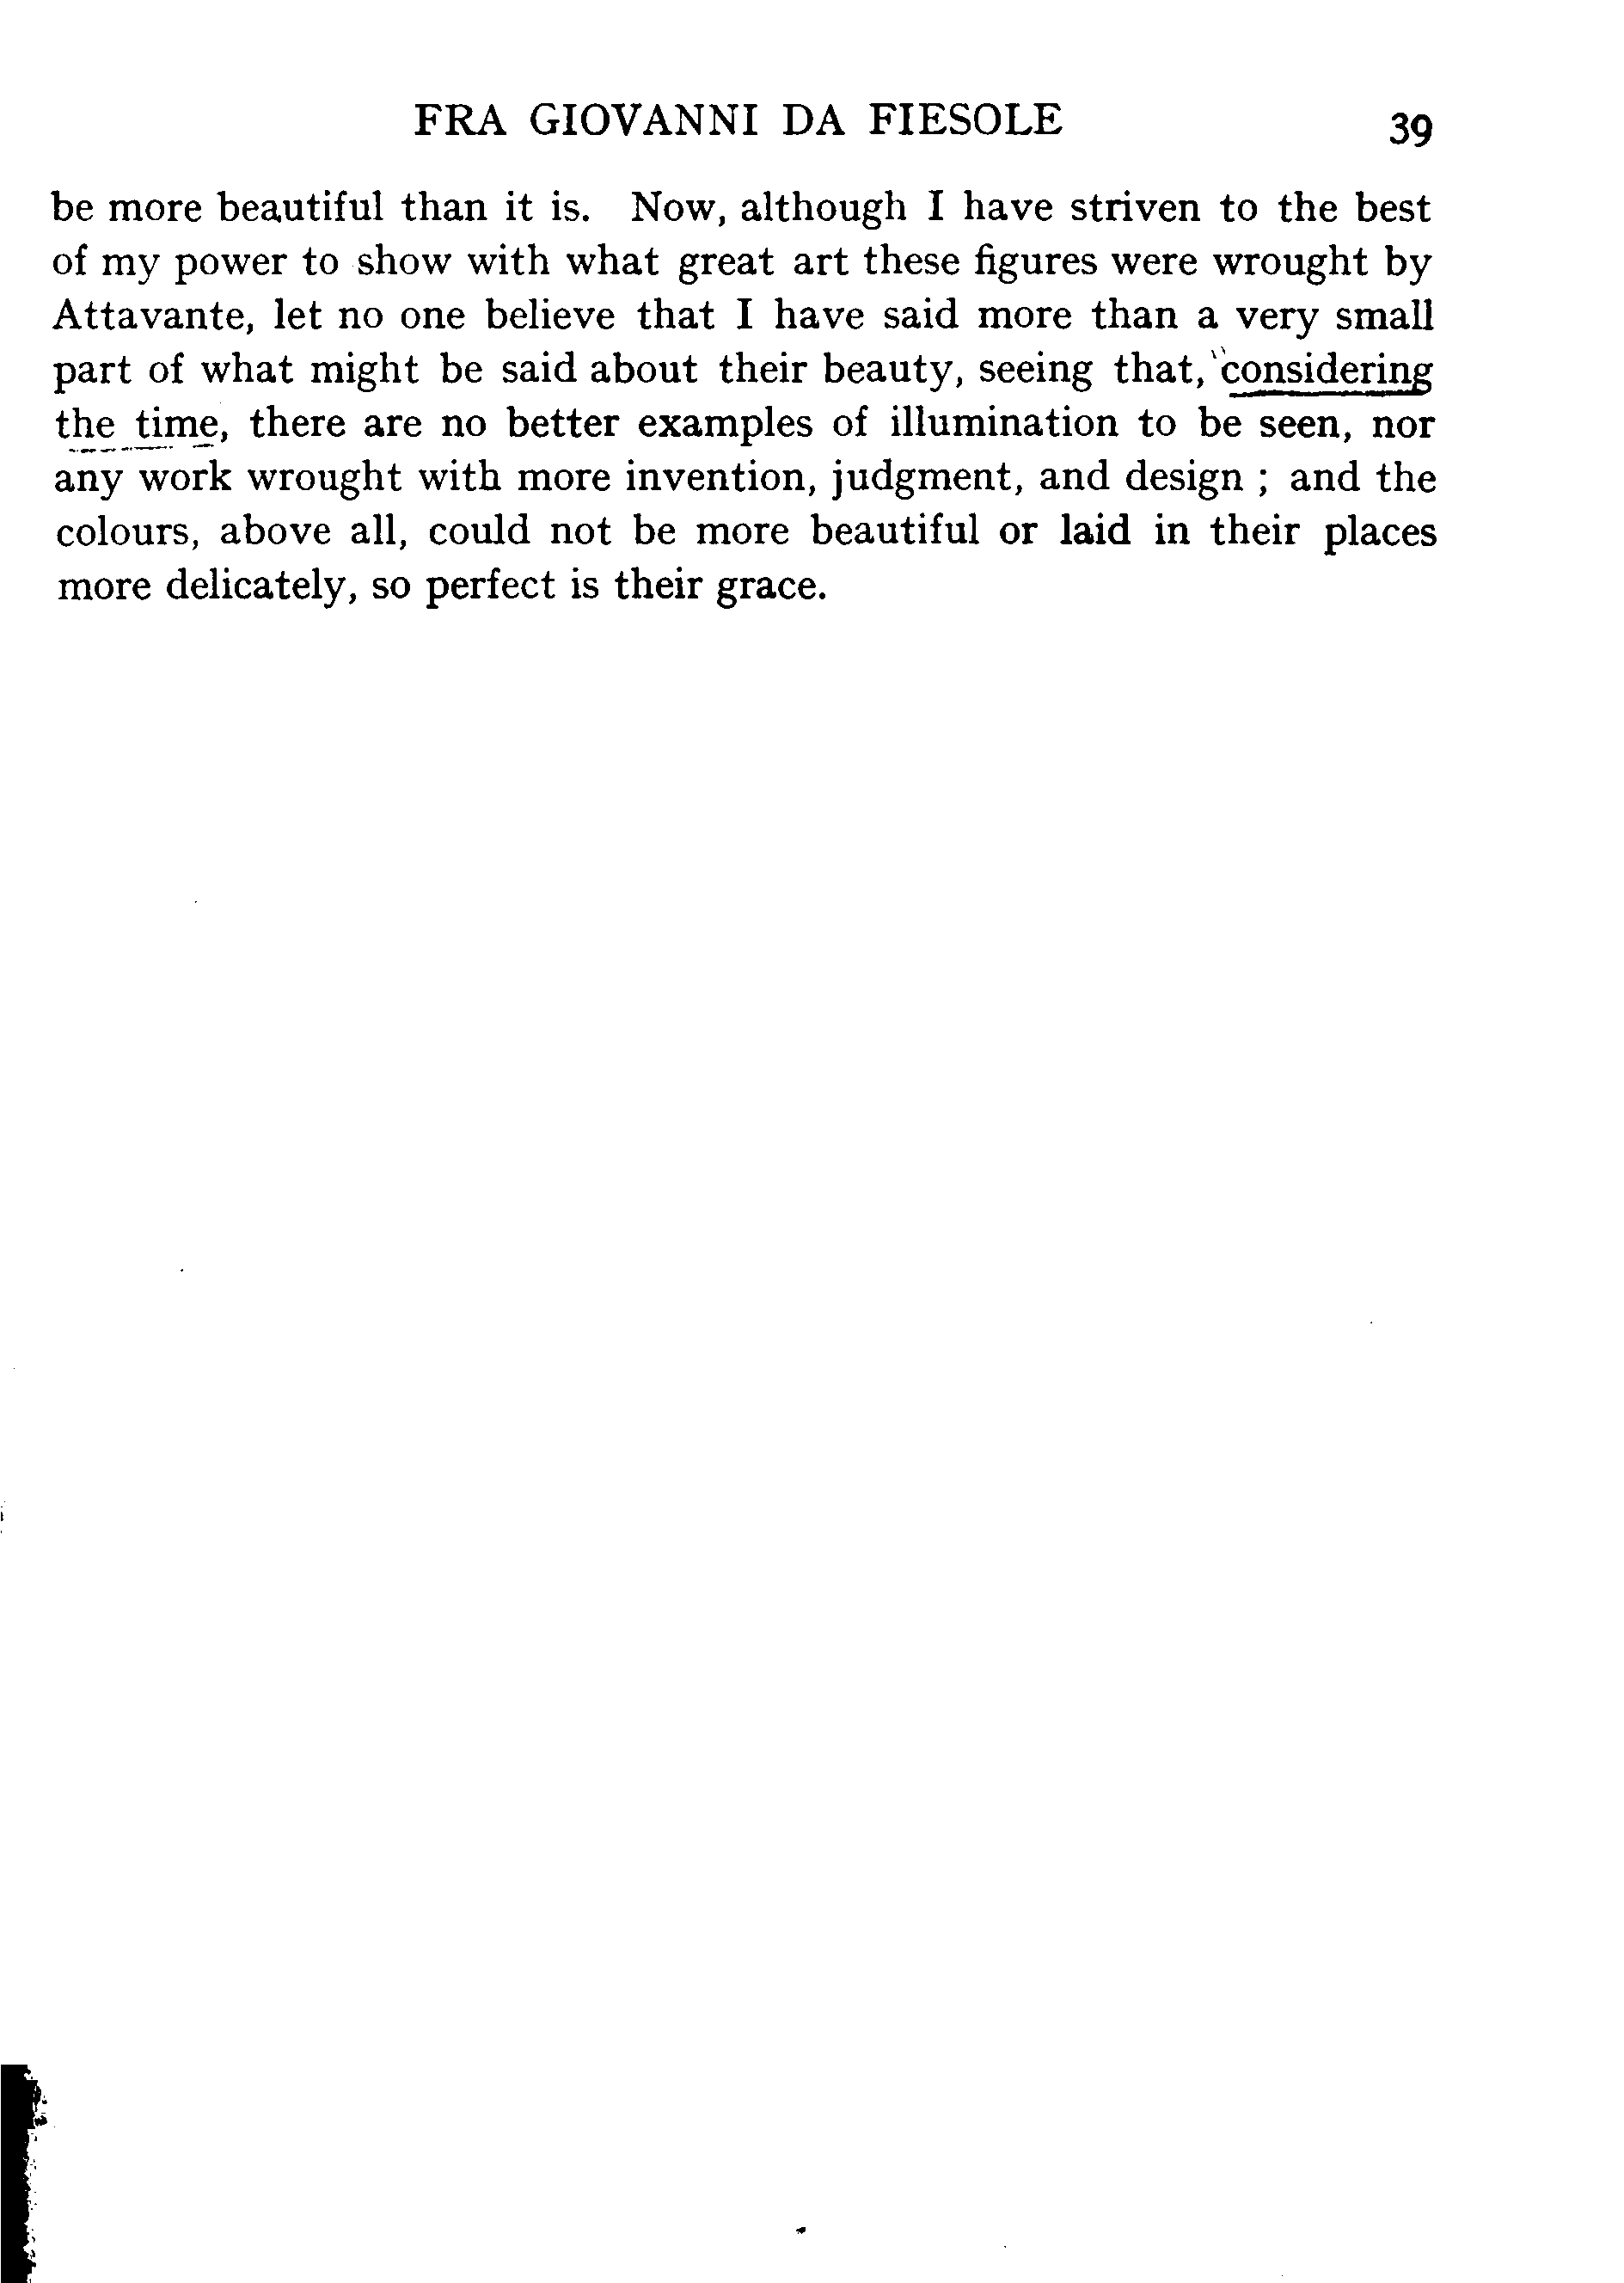 FRA GIOVANNI DA FIESOLE 39
be more beautiful than it is. Now, although I have striven to the best
of my power to show with what great art these figures were wrought by
Attavante, let no one believe that I have said more than a very small
part of what might be said about their beauty, seeing that, "considering
the time, there are no better examples of illumination to be seen, nor
any work wrought with more invention, judgment, and design ; and the
colours, above all, could not be more beautiful or laid in their places
more delicately, so perfect is their grace.